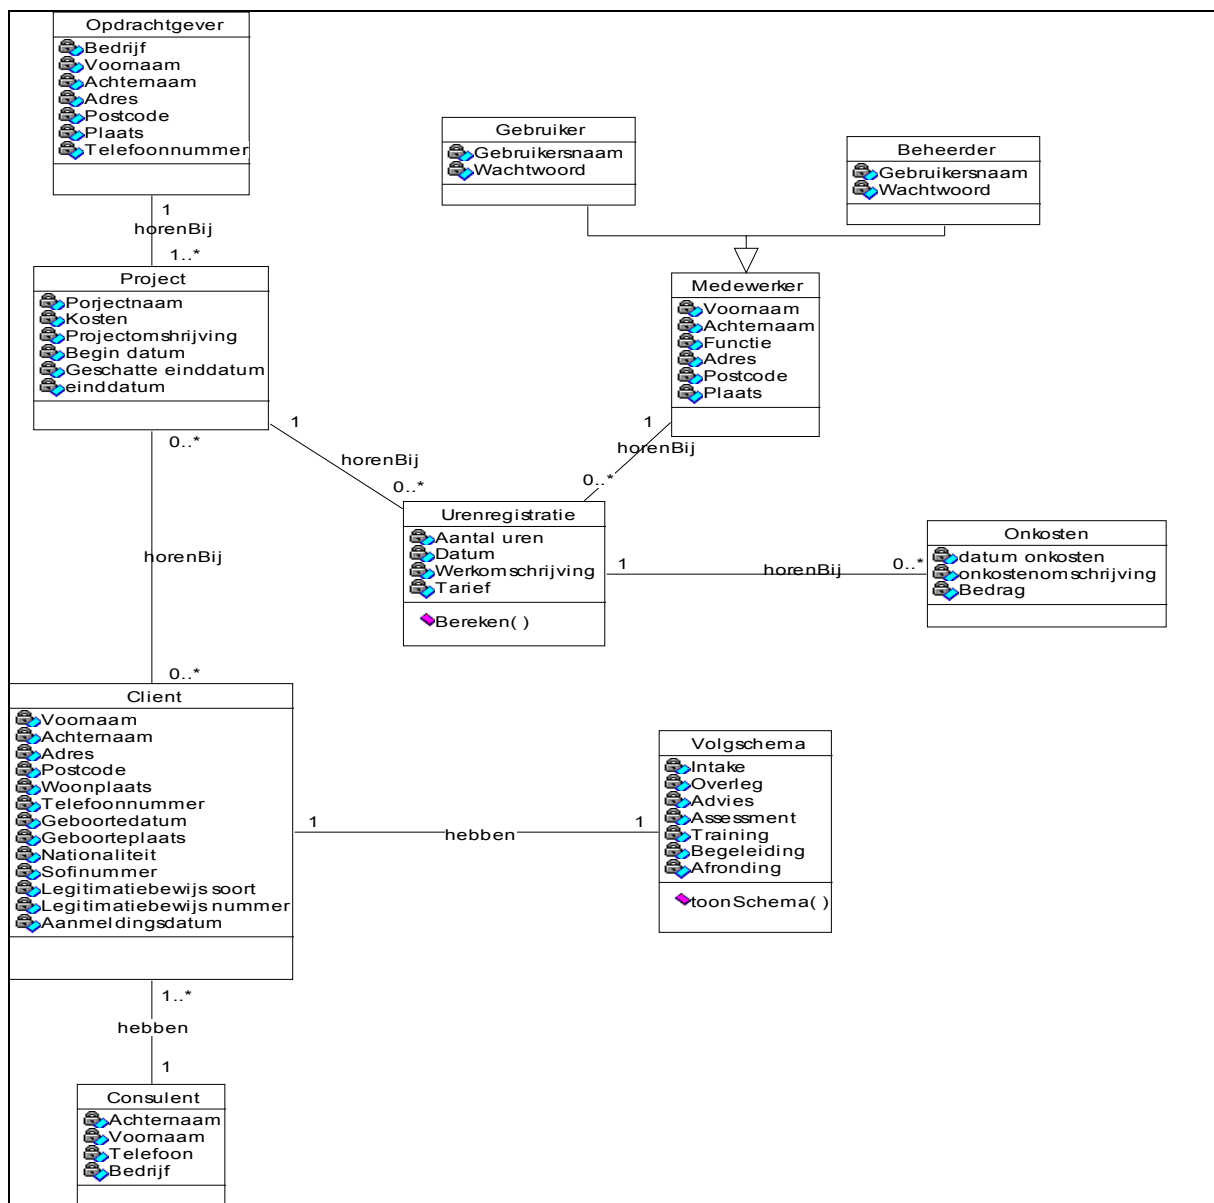 Opdrachtgever
Bedrijf
Voornaam
Achternaam
Adres
Postcode
Plaats
Telefoonnummer
1
horenBij
1..*
Gebruiker
Gebruikersnaam
Wachtwoord
Beheerder
Gebruikersnaam
Wachtwoord
Project
Porjectnaam
Kosten
Projectomshrijving
Begin datum
Geschatte einddatum
einddatum
Medewerker
Voornaam
Achternaam
Functie
Adres
Postcode
Plaats
0..*
1
horenBij
0..*
1
horenBij
0..*
Urenregistratie
Aantal uren
Datum
Werkomschrijving
Tarief
Bereken( )
1
horenBij
0..*
Onkosten
datum onkosten
onkostenomschrijving
Bedrag
horenBij
0..*
Client
Voornaam
Achternaam
Adres
Postcode
Woonplaats
Telefoonnummer
Geboortedatum
Geboorteplaats
Nationaliteit
Sofinummer
Legitimatiebewijs soort
Legitimatiebewijs nummer
Aanmeldingsdatum
1
hebben
1
Volgschema
Intake
Overleg
Advies
Assessment
Training
Begeleiding
Afronding
toonSchema( )
1..*
hebben
1
Consulent
Achternaam
Voornaam
Telefoon
Bedrijf